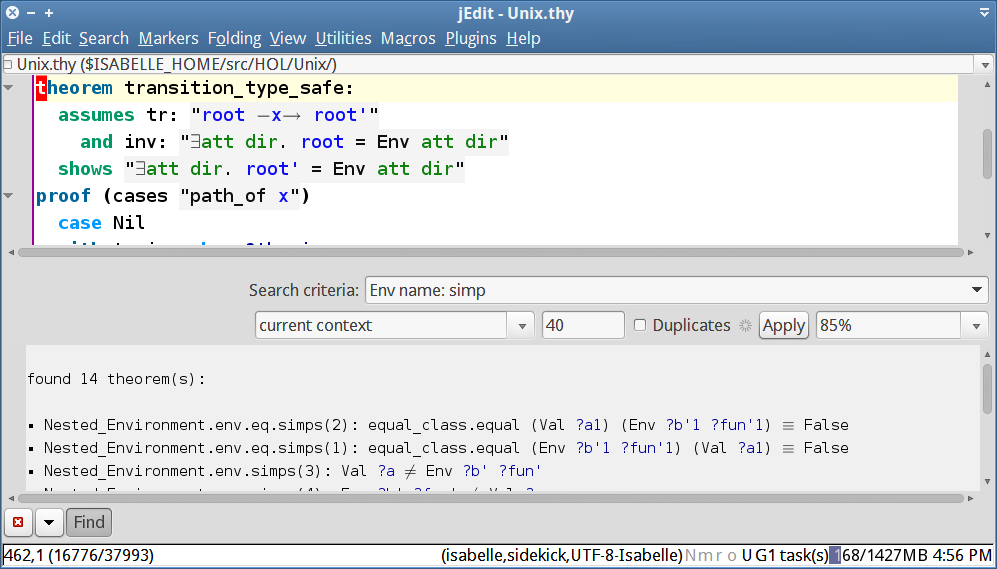 jEdit - Unix.thy
File Edit Search Markers Folding View Utilities Macros Plugins Help
Unix.thy ($ISABELLE_HOME/src/HOL/Unix/)
theorem transition_type_safe:
assumes tr: "root —x→ root'"
and inv: "∃att dir. root = Env att dir"
shows "∃att dir. root' = Env att dir"
proof (cases "path_of x")
case Nil
Search criteria: Env name: simp
current context 40 Duplicates Apply 85%
found 14 theorem(s):
▪ Nested_Environment.env.eq.simps(2): equal_class.equal (Val ?a1) (Env ?b'1 ?fun'1) ≡ False
▪ Nested_Environment.env.eq.simps(1): equal_class.equal (Env ?b'1 ?fun'1) (Val ?a1) ≡ False
▪ Nested_Environment.env.simps(3): Val ?a ≠ Env ?b' ?fun'
Find
462,1 (16776/37993) (isabelle,sidekick,UTF-8-Isabelle) N m r o U G 1 task(s) 168/1427MB 4:56 PM